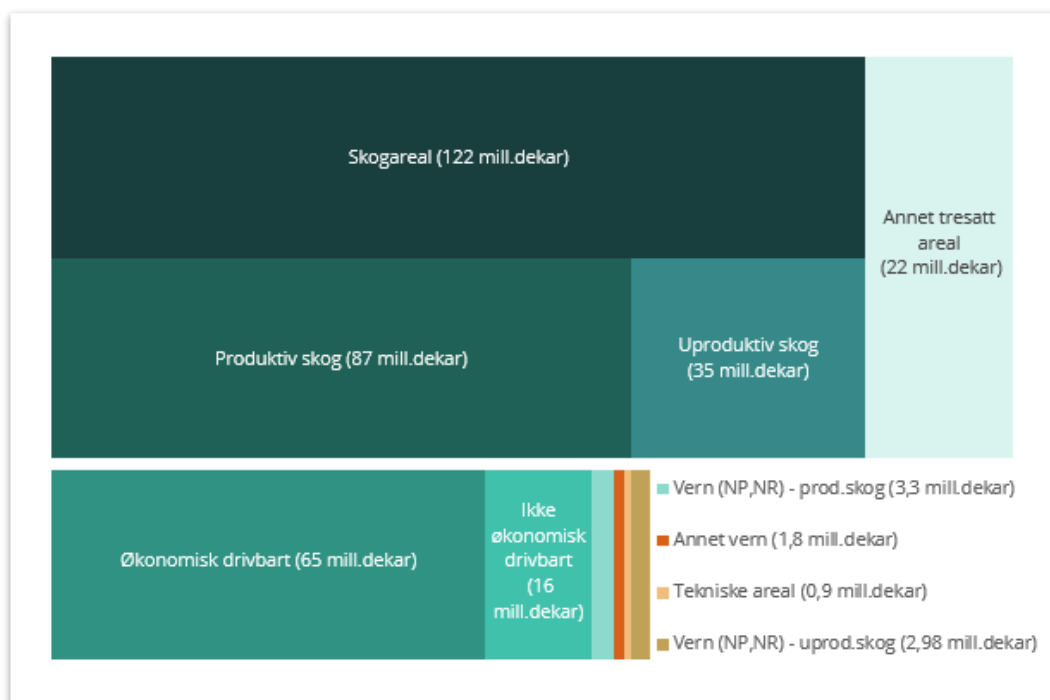 Skogareal (122 mill.dekar)
Annet tresatt
areal
(22 mill.dekar)
Produktiv skog (87 mill.dekar)
Uproduktiv skog
(35 mill.dekar)
Økonomisk drivbart (65 mill.dekar)
Ikke
økonomisk
drivbart
(16
mill.dekar)
Vern (NP,NR) - prod.skog (3,3 mill.dekar)
Annet vern (1,8 mill.dekar)
Tekniske areal (0,9 mill.dekar)
Vern (NP,NR) - uprod.skog (2,98 mill.dekar)